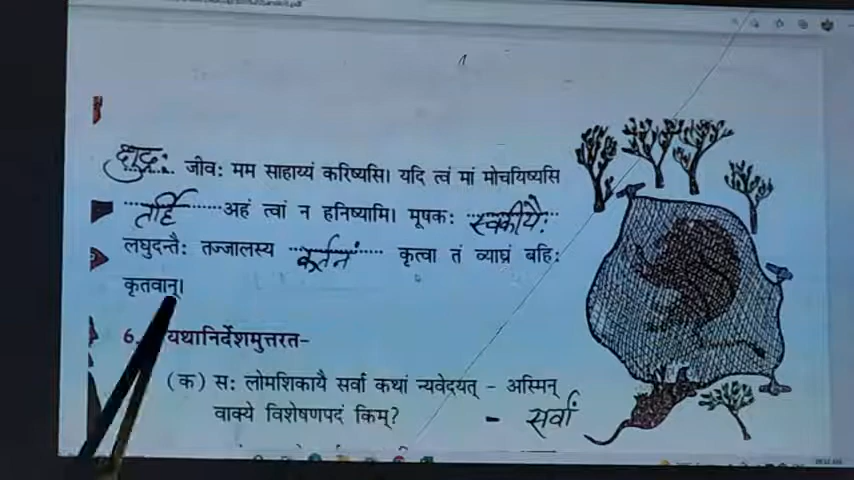 क्षुद्रः जीवः मम साहाय्यं करिष्यसि। यदि त्वं मां मोचयिष्यसि
तर्हि अहं त्वां न हनिष्यामि। मूषकः स्वकीयैः
लघुदन्तैः तज्जालस्य कर्तनं कृत्वा तं व्याघ्रं बहिः
कृतवान्।
6. यथानिर्देशमुत्तरत–
(क) सः लोमशिकायै सर्वा कथां न्यवेदयत् – अस्मिन्
वाक्ये विशेषणपदं किम्? – सर्वां